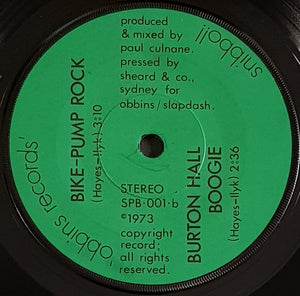 produced
& mixed by
paul culnane.
pressed by
sheard & co.,
sydney for
obbins/slapdash.
snibbo!!
'obbins records'
BIKE-PUMP ROCK
(Hayes-Ilyk) 3:10
STEREO
SPB-001-b
©1973
copyright
record;
all rights
reserved.
BURTON HALL
BOOGIE
(Hayes-Ilyk) 2:36